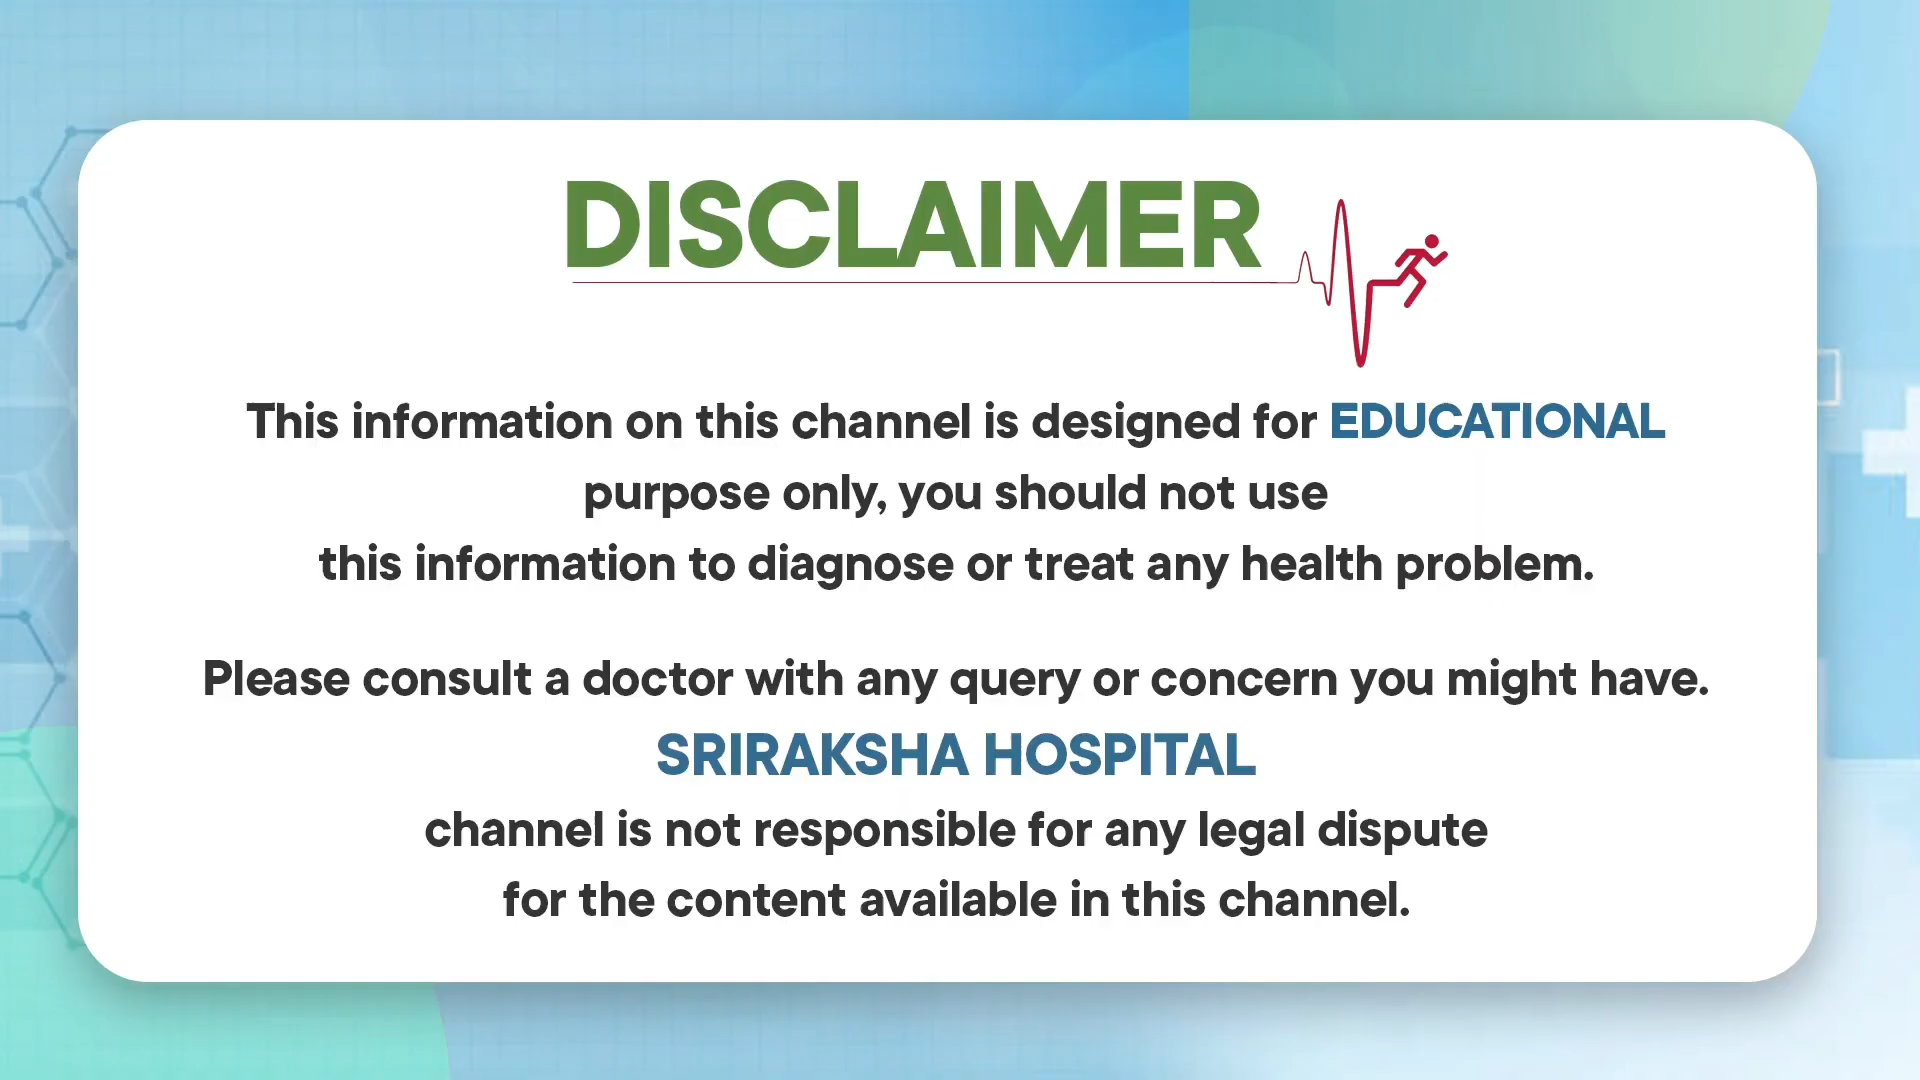 DISCLAIMER
This information on this channel is designed for EDUCATIONAL
purpose only, you should not use
this information to diagnose or treat any health problem.
Please consult a doctor with any query or concern you might have.
SRIRAKSHA HOSPITAL
channel is not responsible for any legal dispute
for the content available in this channel.